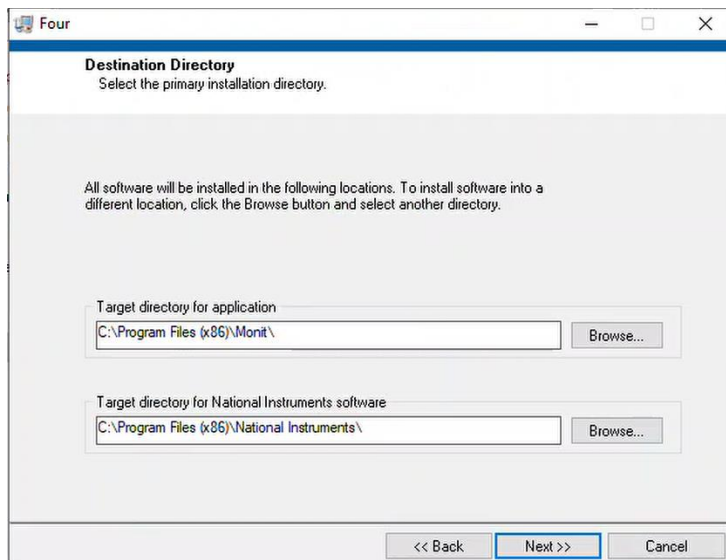 Four
Destination Directory
Select the primary installation directory.
All software will be installed in the following locations. To install software into a
different location, click the Browse button and select another directory.
Target directory for application
C:\Program Files (x86)\Monit\
Browse...
Target directory for National Instruments software
C:\Program Files (x86)\National Instruments\
Browse...
<< Back
Next >>
Cancel